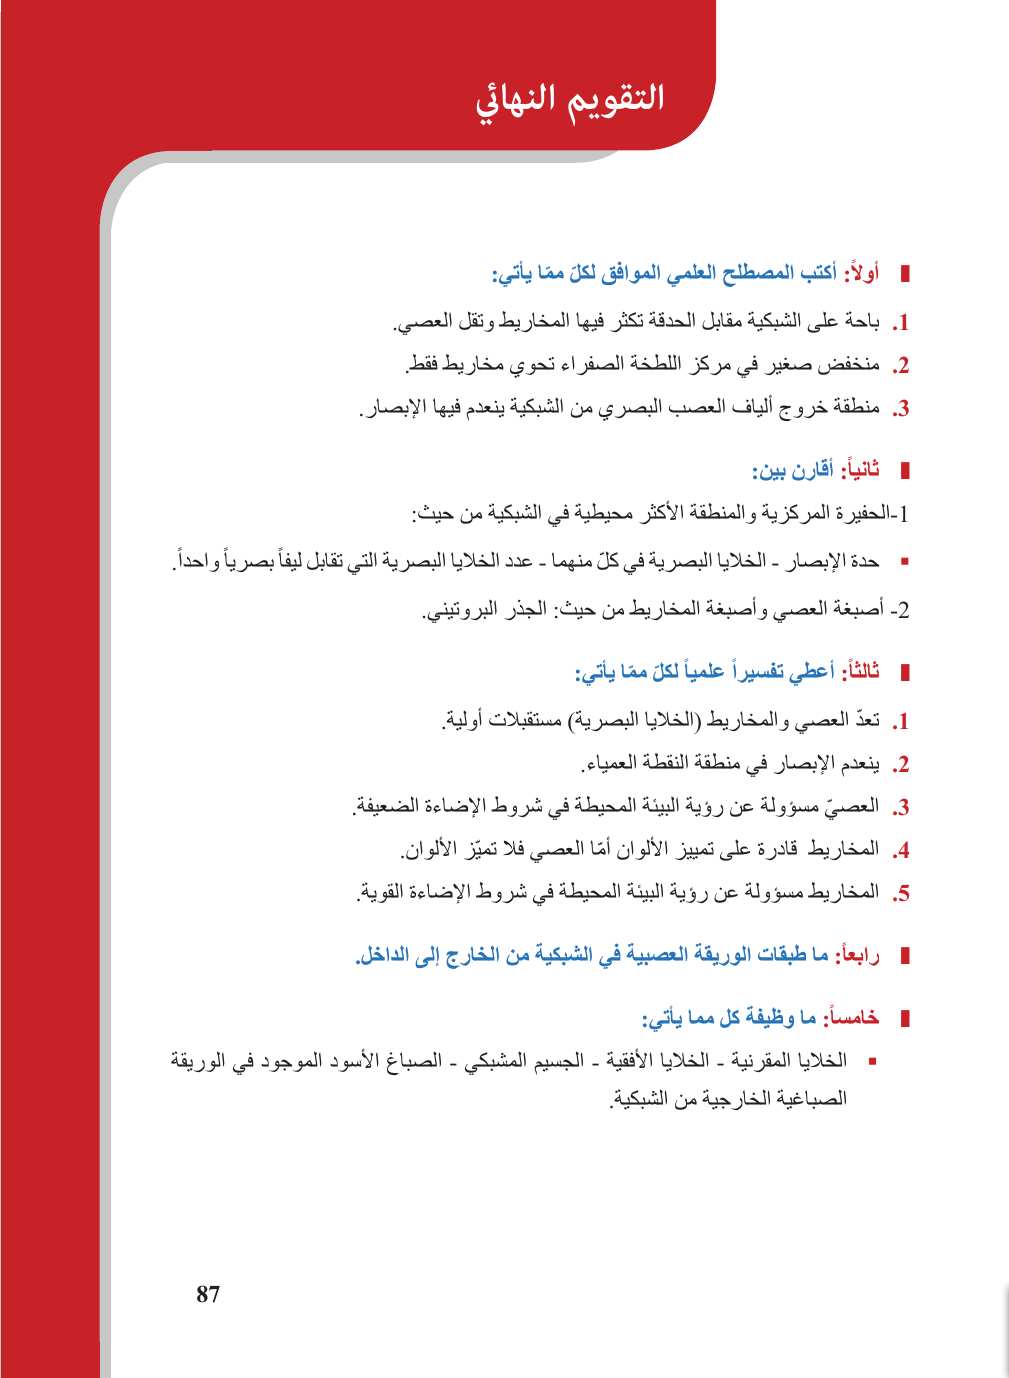 التقويم النهائي
أولاً: أكتب المصطلح العلمي الموافق لكلّ ممّا يأتي:
1. باحة على الشبكية مقابل الحدقة تكثر فيها المخاريط وتقل العصي.
2. منخفض صغير في مركز اللطخة الصفراء تحوي مخاريط فقط.
3. منطقة خروج ألياف العصب البصري من الشبكية ينعدم فيها الإبصار.
ثانياً: أقارن بين:
1-الحفيرة المركزية والمنطقة الأكثر محيطية في الشبكية من حيث:
▪ حدة الإبصار - الخلايا البصرية في كلّ منهما - عدد الخلايا البصرية التي تقابل ليفاً بصرياً واحداً.
2- أصبغة العصي وأصبغة المخاريط من حيث: الجذر البروتيني.
ثالثاً: أعطي تفسيراً علمياً لكلّ ممّا يأتي:
1. تعدّ العصي والمخاريط (الخلايا البصرية) مستقبلات أولية.
2. ينعدم الإبصار في منطقة النقطة العمياء.
3. العصيّ مسؤولة عن رؤية البيئة المحيطة في شروط الإضاءة الضعيفة.
4. المخاريط قادرة على تمييز الألوان أمّا العصي فلا تميّز الألوان.
5. المخاريط مسؤولة عن رؤية البيئة المحيطة في شروط الإضاءة القوية.
رابعاً: ما طبقات الوريقة العصبية في الشبكية من الخارج إلى الداخل.
خامساً: ما وظيفة كل مما يأتي:
▪ الخلايا المقرنية - الخلايا الأفقية - الجسيم المشبكي - الصباغ الأسود الموجود في الوريقة
الصباغية الخارجية من الشبكية.
87